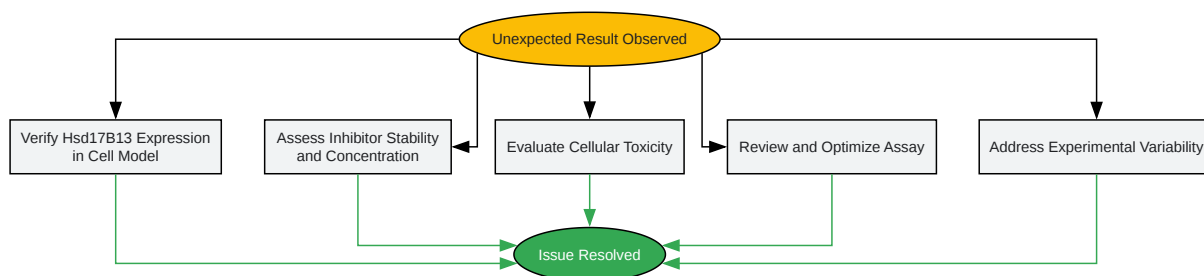 Unexpected Result Observed
Verify Hsd17B13 Expression
in Cell Model
Assess Inhibitor Stability
and Concentration
Evaluate Cellular Toxicity
Review and Optimize Assay
Address Experimental Variability
Issue Resolved